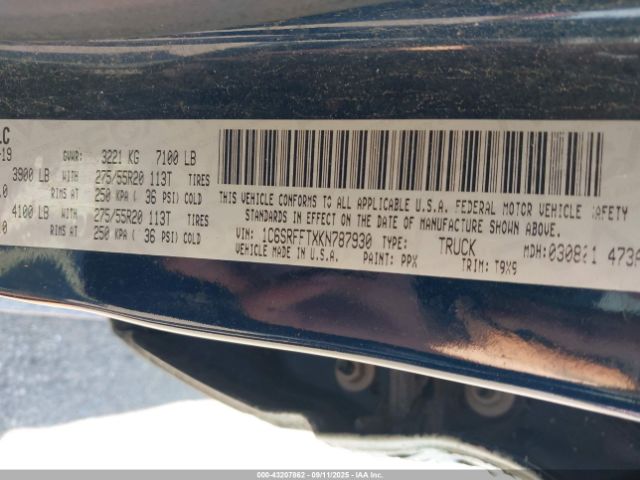 LC
-19 GVWR: 3221 KG 7100 LB
3900 LB WITH 275/55R20 113T TIRES
.0 RIMS AT 250 KPA ( 36 PSI) COLD
4100 LB WITH 275/55R20 113T TIRES
0 RIMS AT 250 KPA ( 36 PSI) COLD
THIS VEHICLE CONFORMS TO ALL APPLICABLE U.S.A. FEDERAL MOTOR VEHICLE SAFETY
STANDARDS IN EFFECT ON THE DATE OF MANUFACTURE SHOWN ABOVE.
VIN: 1C6SRFFTXKN787930 TYPE: TRUCK MDH:030821 473A
VEHICLE MADE IN U.S.A. PAINT: PPX TRIM: T9X9
000-43207862 09/11/2025 IAA Inc.